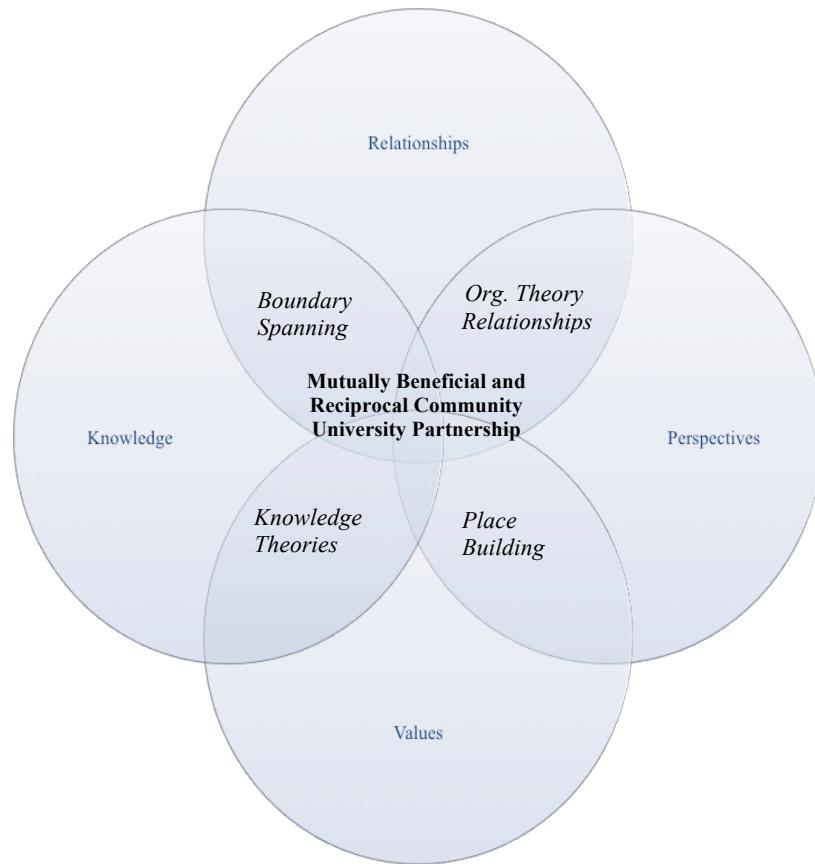 Relationships
Boundary
Spanning
Org. Theory
Relationships
Mutually Beneficial and
Reciprocal Community
University Partnership
Knowledge
Perspectives
Knowledge
Theories
Place
Building
Values